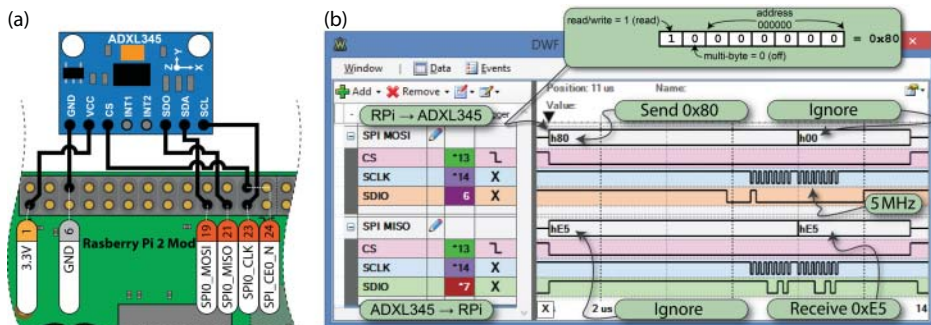 (a)
ADXL345
Z
Y
X
GND
VCC
CS
INT1
INT2
SDO
SDA
SCL
1
3.3V
6
GND
Rasberry Pi 2 Mod
19
SPI0_MOSI
21
SPI0_MISO
23
SPI0_CLK
24
SPI_CE0_N
(b)
read/write = 1 (read)
address
000000
1 0 0 0 0 0 0 0 = 0x80
multi-byte = 0 (off)
W
DWF
Window Data Events
Add Remove
Position: 11 us Name:
Value:
RPi → ADXL345
Send 0x80
Ignore
SPI MOSI
h80
h00
CS ˜13
SCLK ˜14 X
SDIO 6 X
5 MHz
SPI MISO
hE5
hE5
CS ˜13
SCLK ˜14 X
SDIO ˜7 X
ADXL345 → RPi
X
2 us
Ignore
Receive 0xE5
14